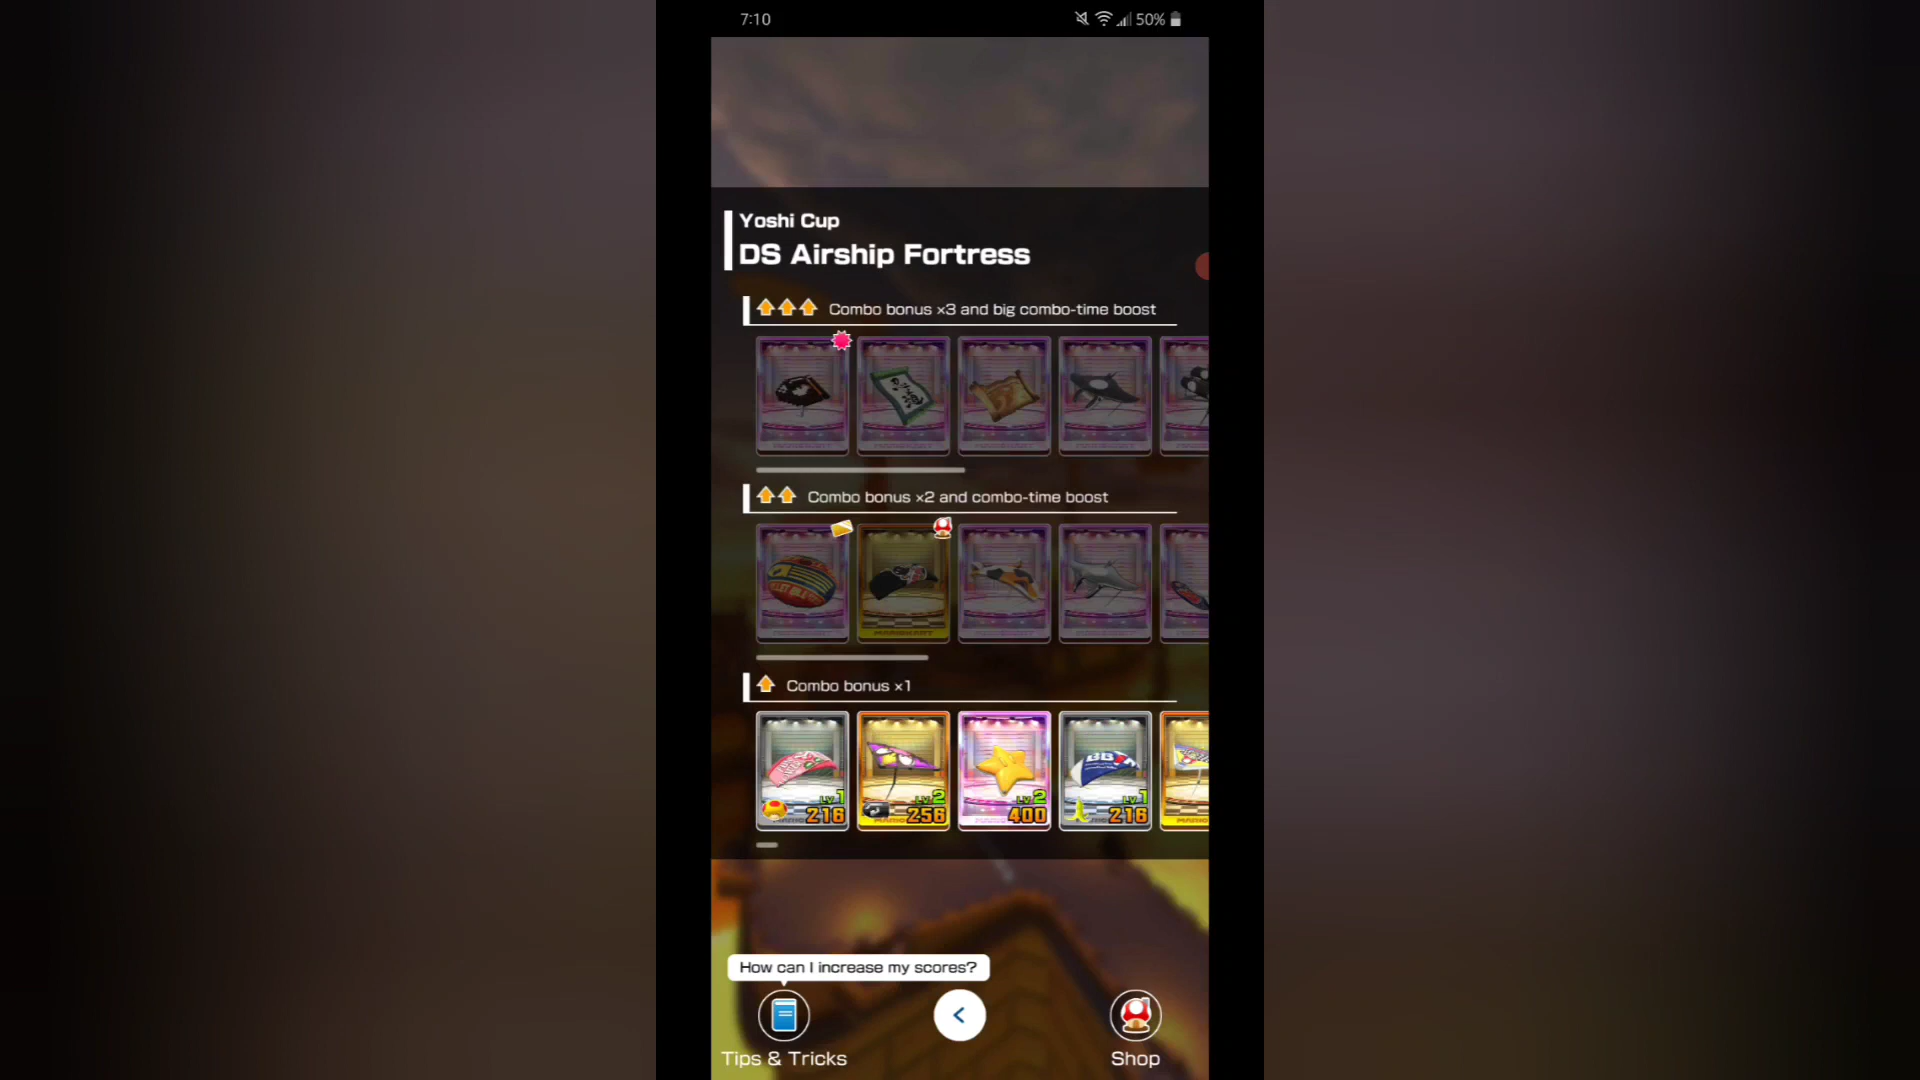 7:10
50%
Yoshi Cup
DS Airship Fortress
Combo bonus ×3 and big combo-time boost
Combo bonus ×2 and combo-time boost
MARIOKART
Combo bonus ×1
Lv.1
216
Lv.2
256
Lv.2
400
Lv.1
216
How can I increase my scores?
Tips & Tricks
Shop